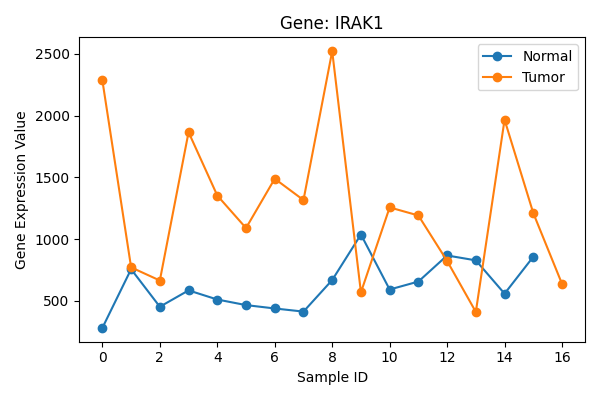 Gene: IRAK1
Normal
Tumor
Gene Expression Value
2500
2000
1500
1000
500
0 2 4 6 8 10 12 14 16
Sample ID